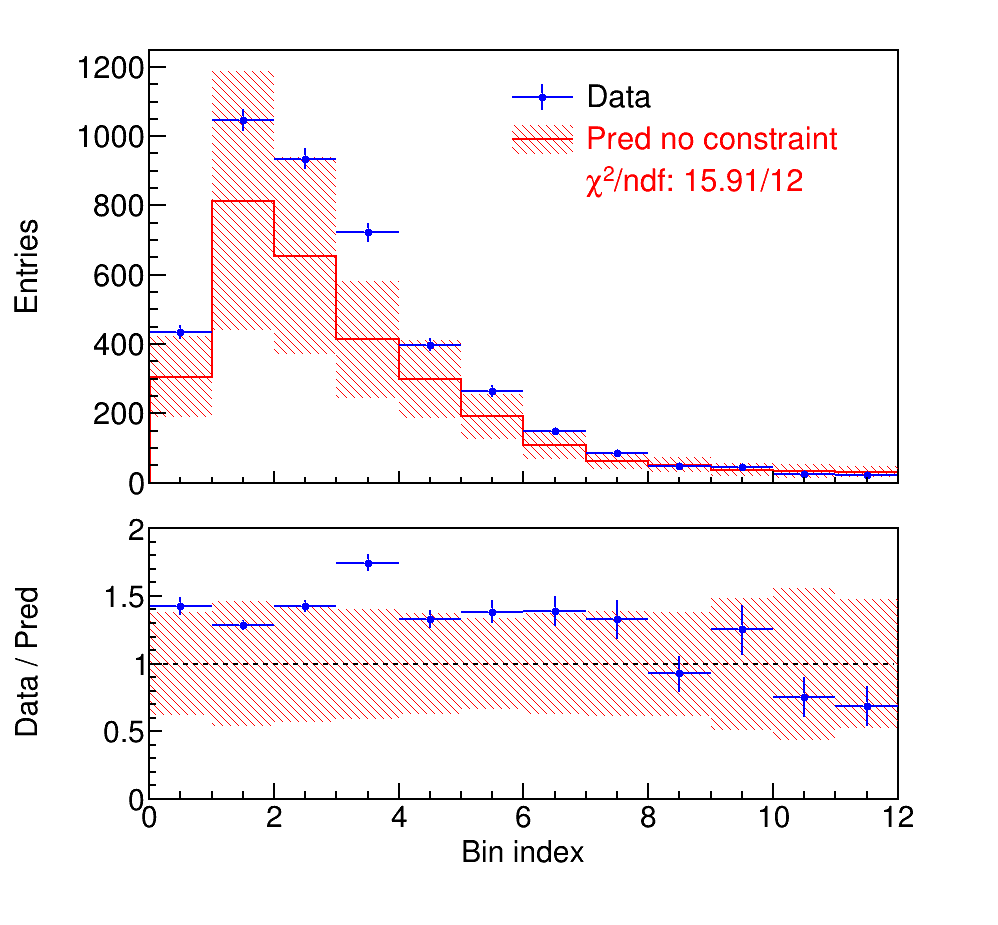 1200
1000
800
600
400
200
0
Entries
Data
Pred no constraint
χ²/ndf: 15.91/12
2
1.5
1
0.5
0
Data / Pred
0 2 4 6 8 10 12
Bin index